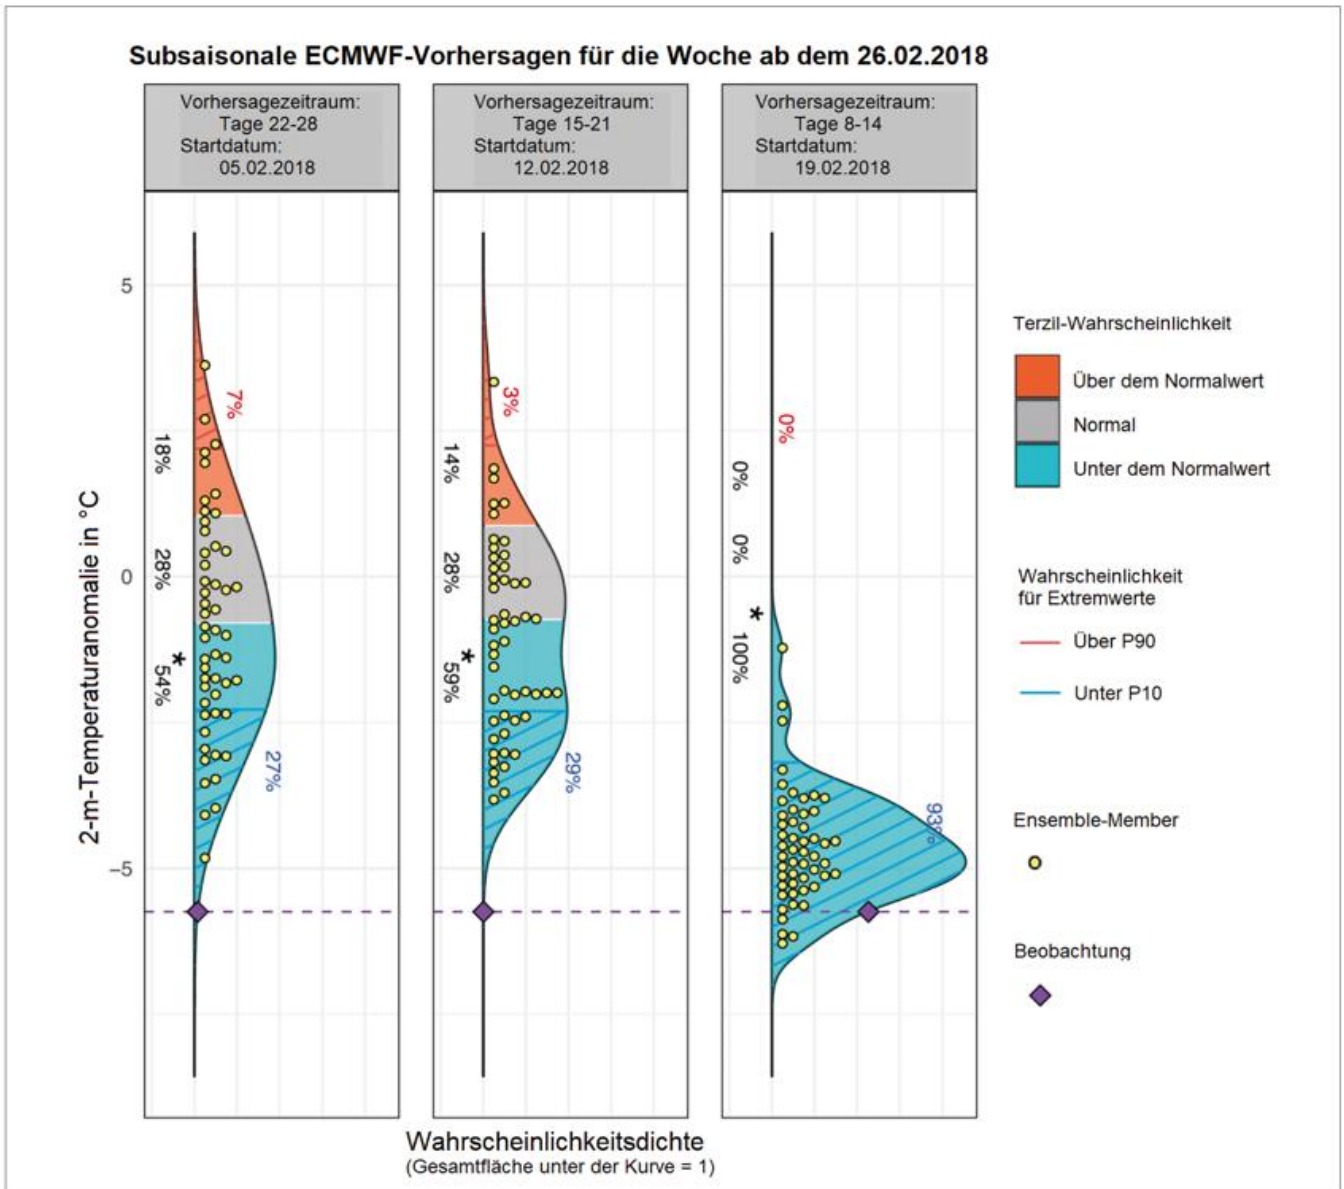 Subsaisonale ECMWF-Vorhersagen für die Woche ab dem 26.02.2018
Vorhersagezeitraum:
Tage 22-28
Startdatum:
05.02.2018
Vorhersagezeitraum:
Tage 15-21
Startdatum:
12.02.2018
Vorhersagezeitraum:
Tage 8-14
Startdatum:
19.02.2018
2-m-Temperaturanomalie in °C
5
0
−5
7%
18%
28%
*
54%
27%
3%
14%
28%
*
59%
29%
0%
0%
0%
*
100%
93%
Terzil-Wahrscheinlichkeit
Über dem Normalwert
Normal
Unter dem Normalwert
Wahrscheinlichkeit
für Extremwerte
Über P90
Unter P10
Ensemble-Member
Beobachtung
Wahrscheinlichkeitsdichte
(Gesamtfläche unter der Kurve = 1)